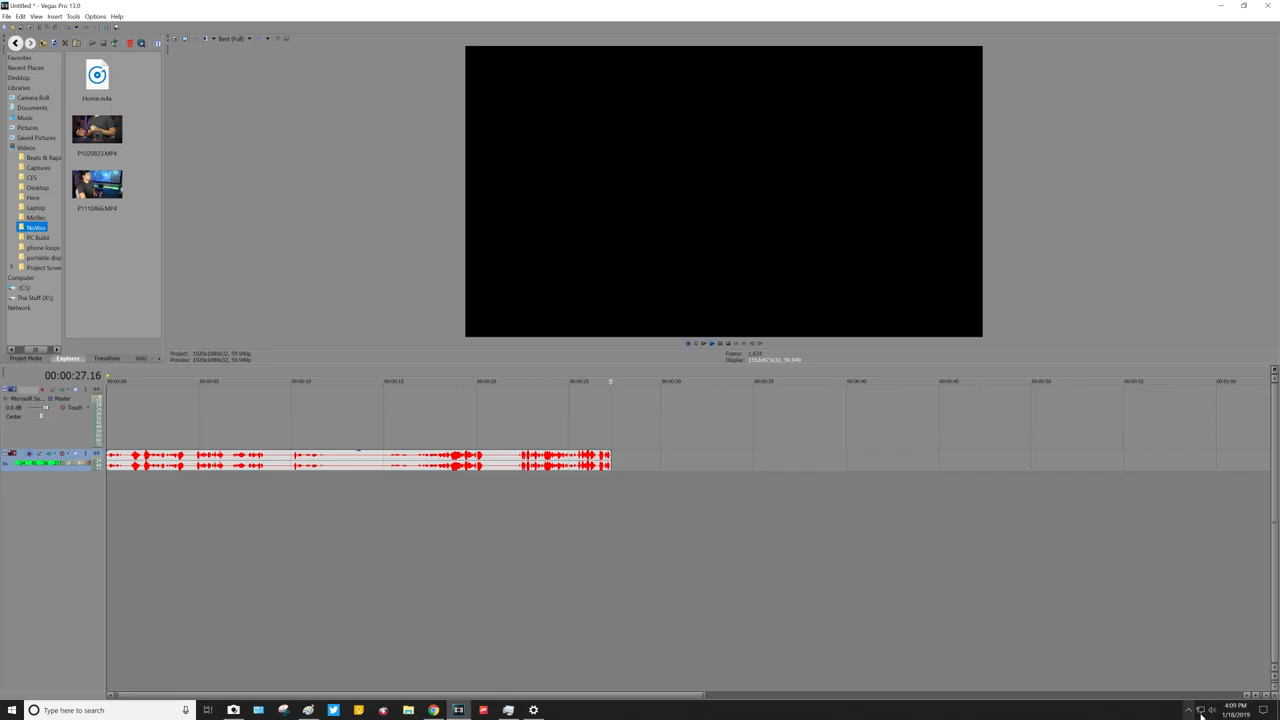 Untitled * - Vegas Pro 13.0
File Edit View Insert Tools Options Help
Best (Full)
Favorites
Recent Places
Desktop
Libraries
Camera Roll
Documents
Music
Pictures
Saved Pictures
Videos
Beats & Raps
Captures
CES
Desktop
Here
Laptop
MicRec
NoVoo
PC Build
phone loops
portable disp
Project Scree
Computer
(C:\)
Tha Stuff (X:\)
Network
Home.m4a
P1020823.MP4
P1110466.MP4
Project Media Explorer Transitions
Project: 1920x1080x32, 59.940p
Preview: 1920x1080x32, 59.940p
Frame: 1,624
Display: 1552x873x32, 59.940
00:00:27.16
00:00:00 00:00:05 00:00:10 00:00:15 00:00:20 00:00:25 00:00:30 00:00:35 00:00:40 00:00:45 00:00:50 00:00:55 00:01:00
Microsoft So... Master
0.0 dB Touch
Center
Type here to search
4:09 PM
1/18/2019